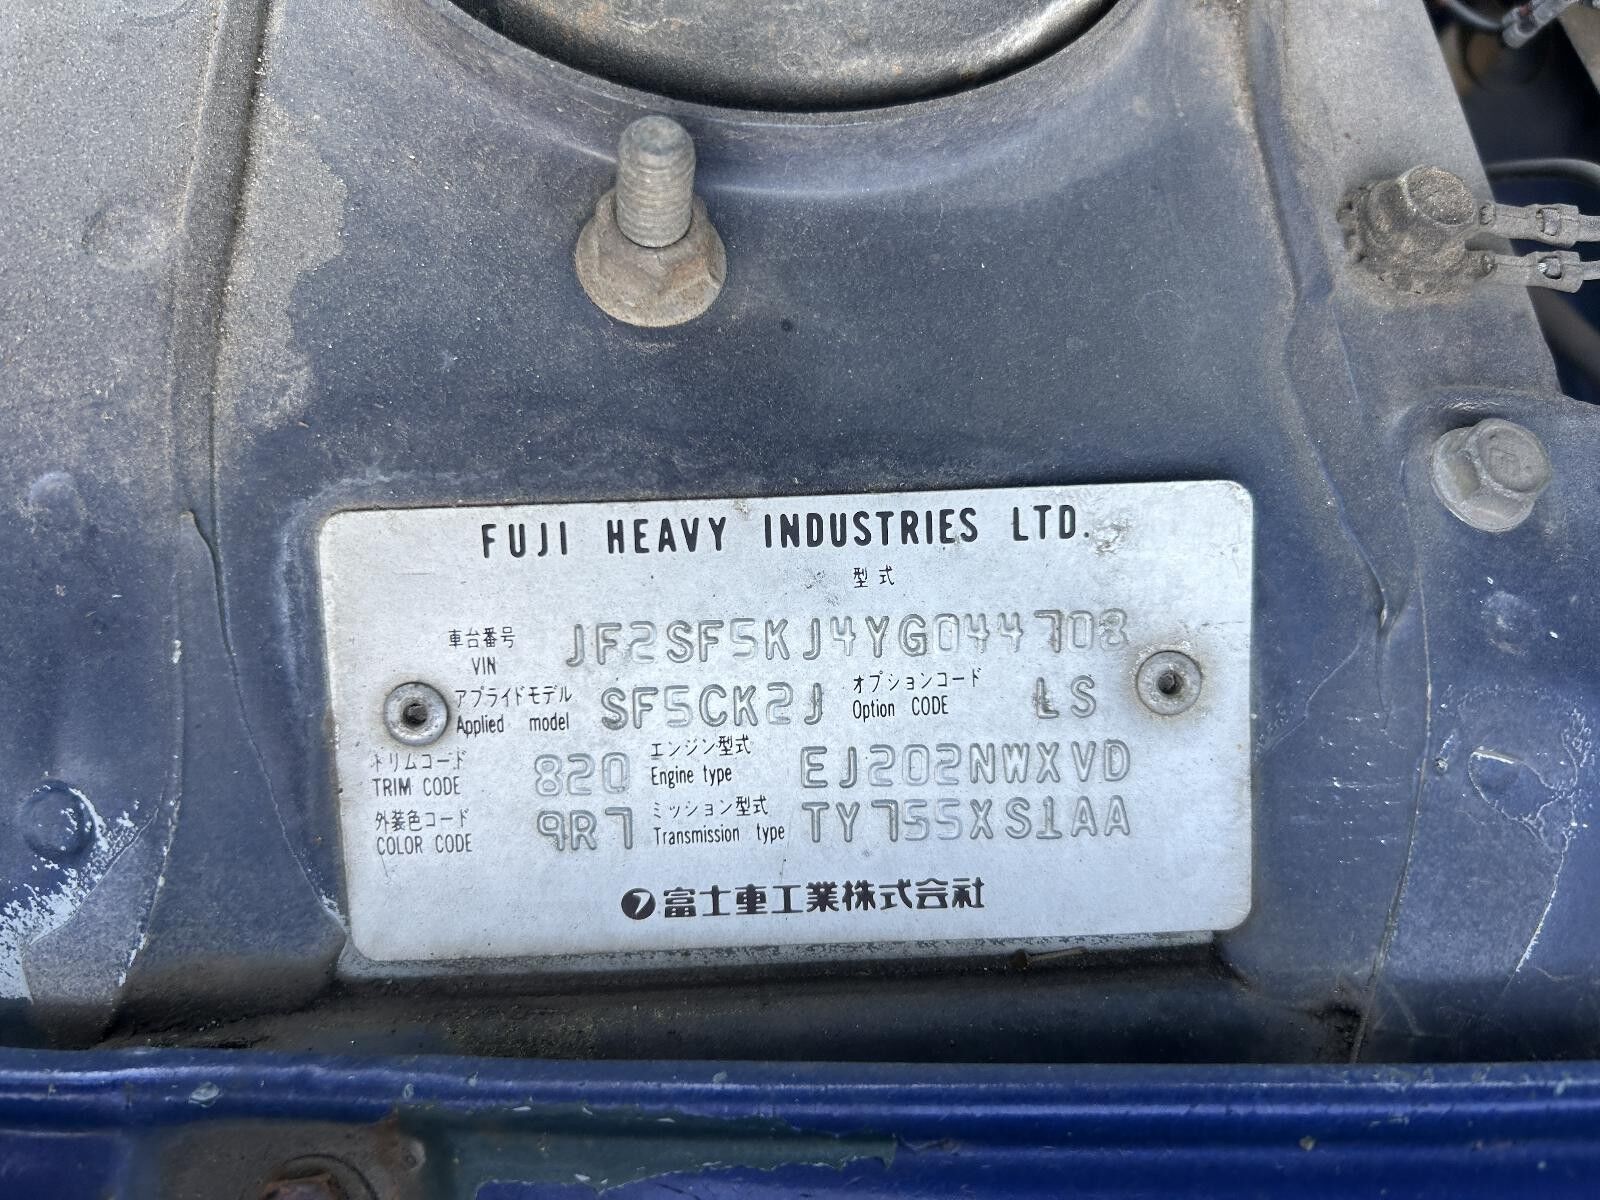 FUJI HEAVY INDUSTRIES LTD.
型式
車台番号
VIN JF2SF5KJ4YG044708
アプライドモデル オプションコード
Applied model SF5CK2J Option CODE LS
トリムコード エンジン型式
TRIM CODE 820 Engine type EJ202NWXVD
外装色コード ミッション型式
COLOR CODE 9R7 Transmission type TY755XS1AA
富士重工業株式会社